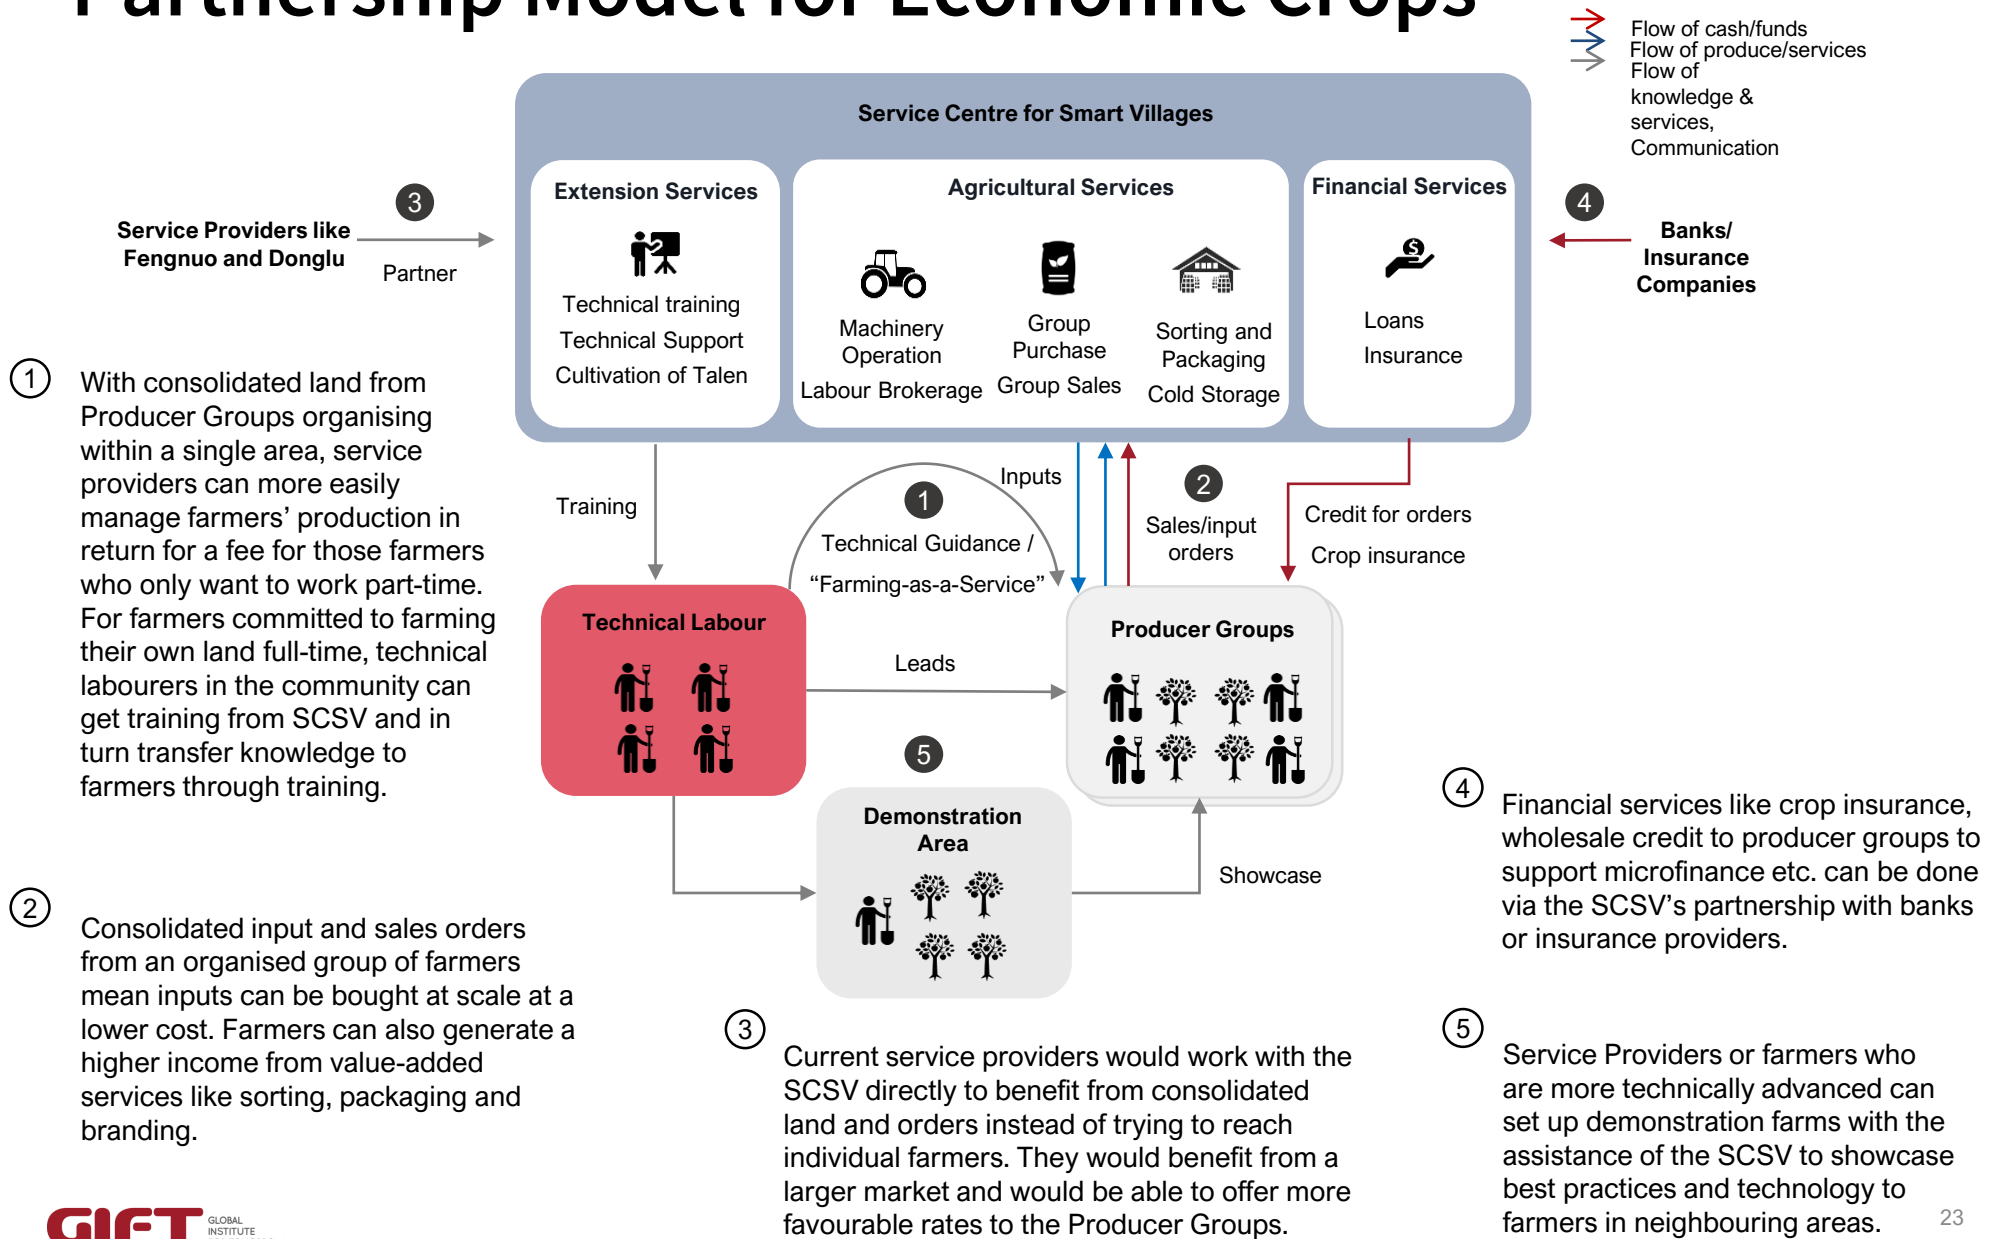 Partnership Model for Economic Crops
Flow of cash/funds
Flow of produce/services
Flow of
knowledge &
services,
Communication
Service Centre for Smart Villages
Extension Services
Technical training
Technical Support
Cultivation of Talen
Agricultural Services
Machinery
Operation
Labour Brokerage
Group
Purchase
Group Sales
Sorting and
Packaging
Cold Storage
Financial Services
Loans
Insurance
3
Service Providers like
Fengnuo and Donglu
Partner
4
Banks/
Insurance
Companies
Training
1
Technical Guidance /
“Farming-as-a-Service”
Inputs
2
Sales/input
orders
Credit for orders
Crop insurance
Technical Labour
Leads
Producer Groups
5
Demonstration
Area
Showcase
1
With consolidated land from
Producer Groups organising
within a single area, service
providers can more easily
manage farmers’ production in
return for a fee for those farmers
who only want to work part-time.
For farmers committed to farming
their own land full-time, technical
labourers in the community can
get training from SCSV and in
turn transfer knowledge to
farmers through training.
2
Consolidated input and sales orders
from an organised group of farmers
mean inputs can be bought at scale at a
lower cost. Farmers can also generate a
higher income from value-added
services like sorting, packaging and
branding.
3
Current service providers would work with the
SCSV directly to benefit from consolidated
land and orders instead of trying to reach
individual farmers. They would benefit from a
larger market and would be able to offer more
favourable rates to the Producer Groups.
4
Financial services like crop insurance,
wholesale credit to producer groups to
support microfinance etc. can be done
via the SCSV’s partnership with banks
or insurance providers.
5
Service Providers or farmers who
are more technically advanced can
set up demonstration farms with the
assistance of the SCSV to showcase
best practices and technology to
farmers in neighbouring areas.
GIFT
GLOBAL
INSTITUTE
23